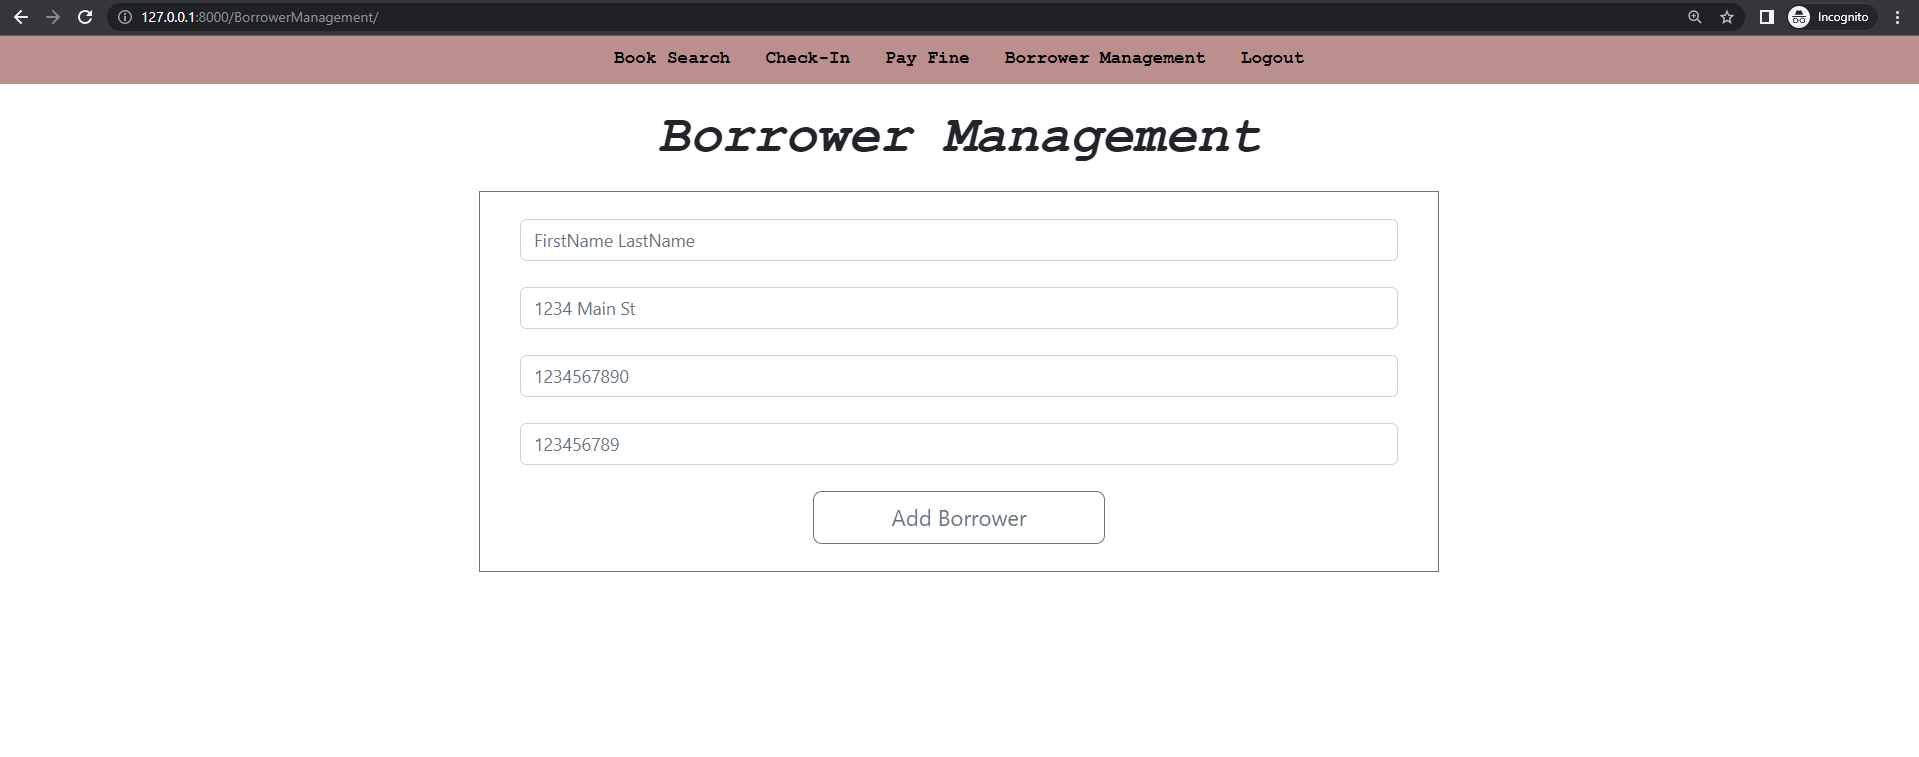 127.0.0.1:8000/BorrowerManagement/
Incognito
Book Search Check-In Pay Fine Borrower Management Logout
Borrower Management
FirstName LastName
1234 Main St
1234567890
123456789
Add Borrower